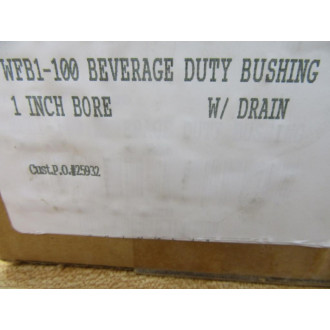 WFB1-100 BEVERAGE DUTY BUSHING
1 INCH BORE W/ DRAIN
Cust.P.O.#25932